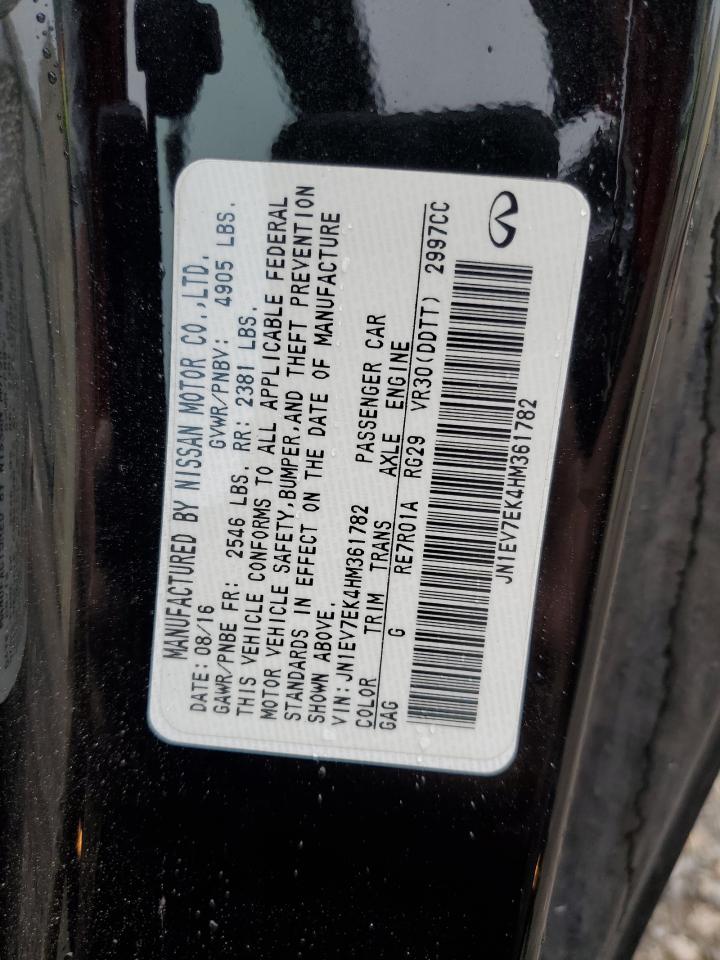 MANUFACTURED BY NISSAN MOTOR CO.,LTD.
DATE: 08/16 GVWR/PNBV: 4905 LBS.
GAWR/PNBE FR: 2546 LBS. RR: 2381 LBS.
THIS VEHICLE CONFORMS TO ALL APPLICABLE FEDERAL
MOTOR VEHICLE SAFETY,BUMPER,AND THEFT PREVENTION
STANDARDS IN EFFECT ON THE DATE OF MANUFACTURE
SHOWN ABOVE.
VIN: JN1EV7EK4HM361782 PASSENGER CAR
COLOR TRIM TRANS AXLE ENGINE
GAG G RE7R01A RG29 VR30(DDTT) 2997CC
JN1EV7EK4HM361782